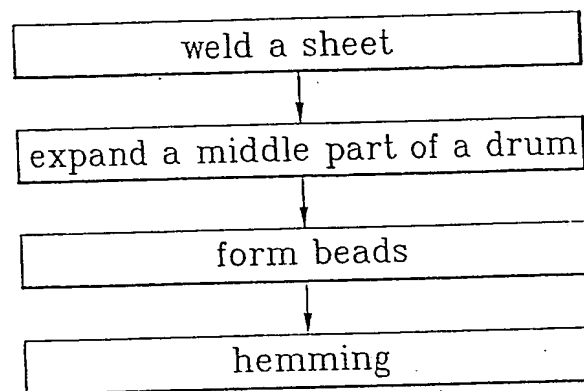 weld a sheet
expand a middle part of a drum
form beads
hemming